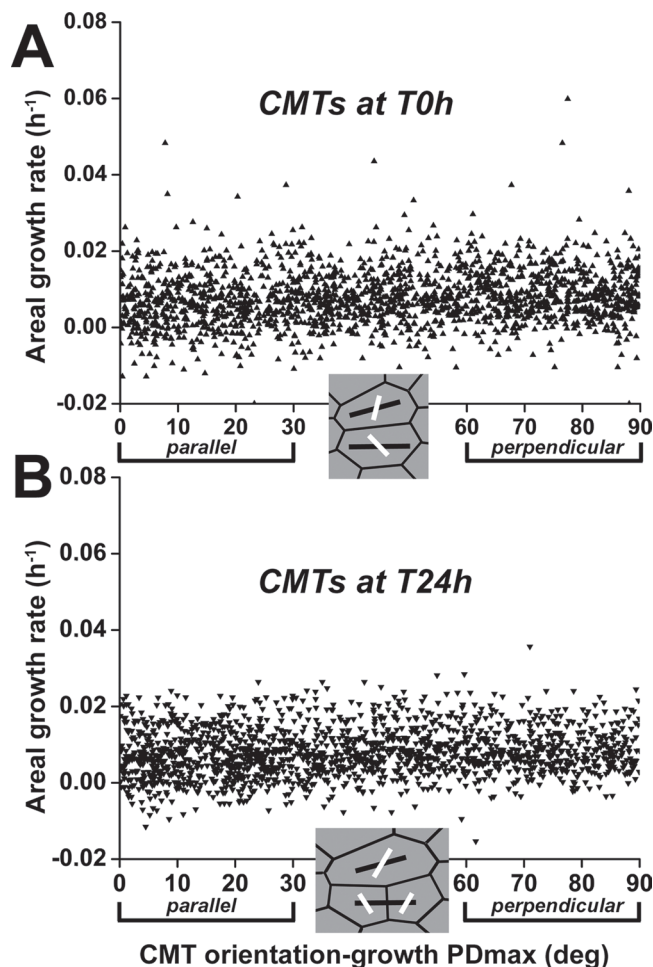 A
CMTs at T0h
Areal growth rate (h-1)
0.08
0.06
0.04
0.02
0.00
-0.02
0 10 20 30 60 70 80 90
parallel perpendicular
B
CMTs at T24h
Areal growth rate (h-1)
0.08
0.06
0.04
0.02
0.00
-0.02
0 10 20 30 60 70 80 90
parallel perpendicular
CMT orientation-growth PDmax (deg)